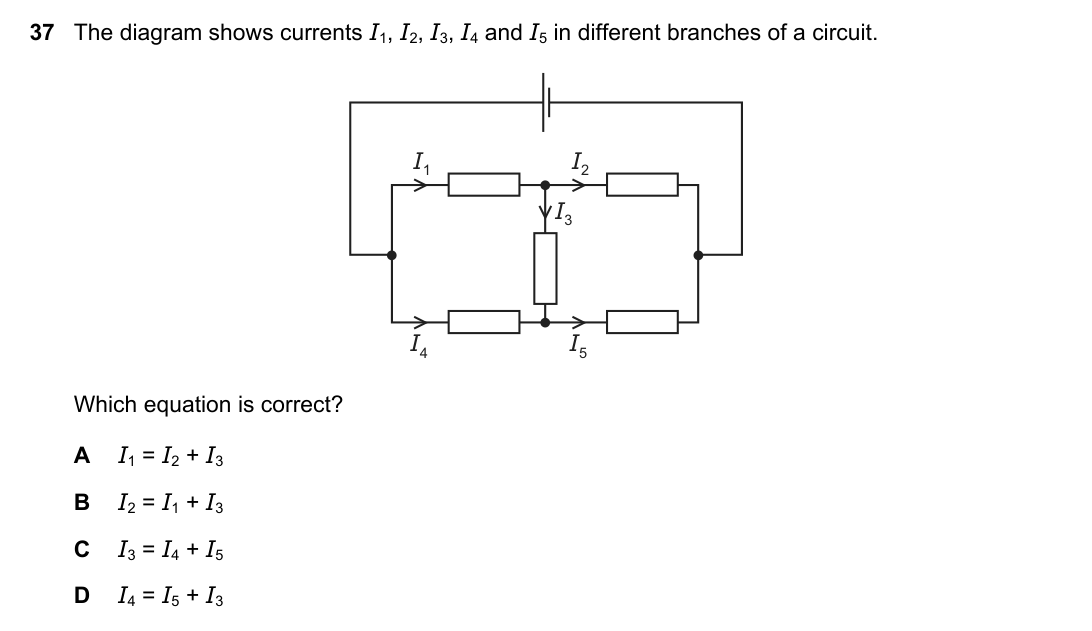 37 The diagram shows currents I₁, I₂, I₃, I₄ and I₅ in different branches of a circuit.
I₁
I₂
I₃
I₄
I₅
Which equation is correct?
A I₁ = I₂ + I₃
B I₂ = I₁ + I₃
C I₃ = I₄ + I₅
D I₄ = I₅ + I₃